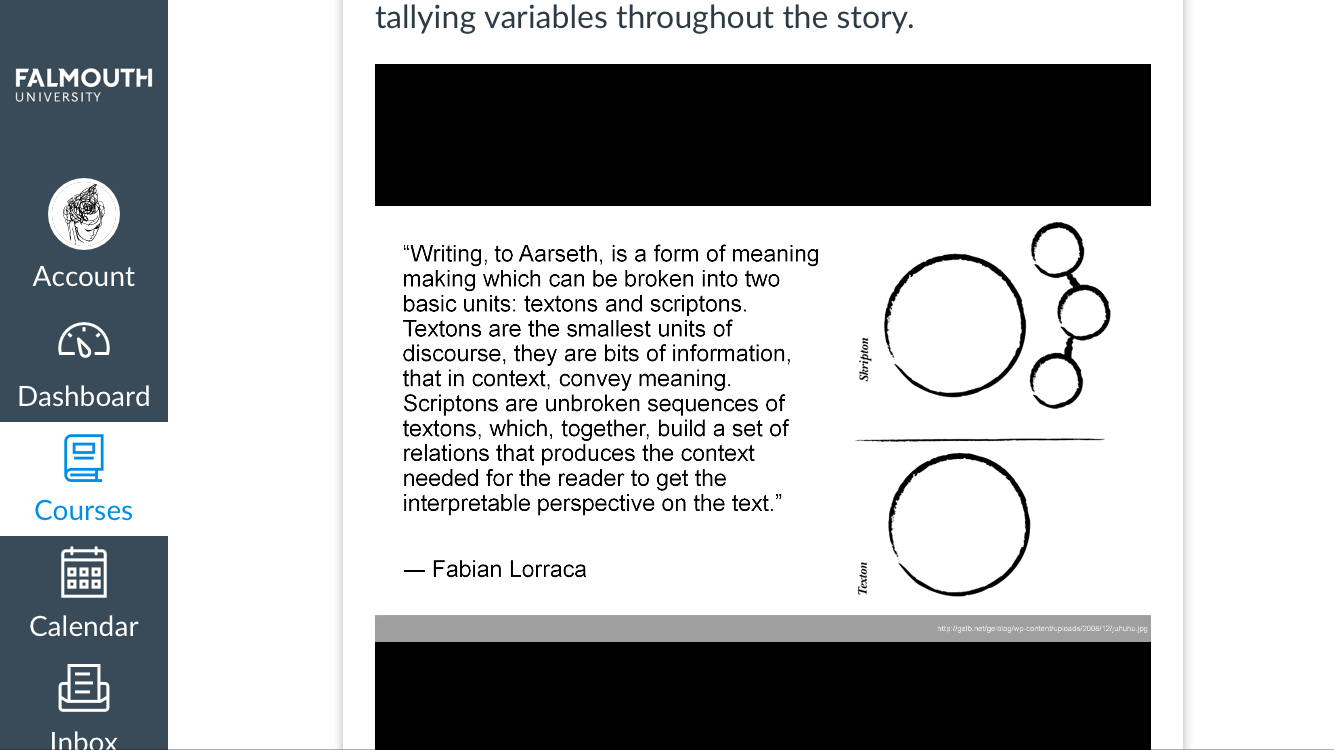 tallying variables throughout the story.
FALMOUTH
UNIVERSITY
Account
Dashboard
Courses
Calendar
Inbox
“Writing, to Aarseth, is a form of meaning
making which can be broken into two
basic units: textons and scriptons.
Textons are the smallest units of
discourse, they are bits of information,
that in context, convey meaning.
Scriptons are unbroken sequences of
textons, which, together, build a set of
relations that produces the context
needed for the reader to get the
interpretable perspective on the text.”
— Fabian Lorraca
Skripton
Texton
http://gelb.net/gelblog/wp-content/uploads/2008/12/juhuhu.jpg